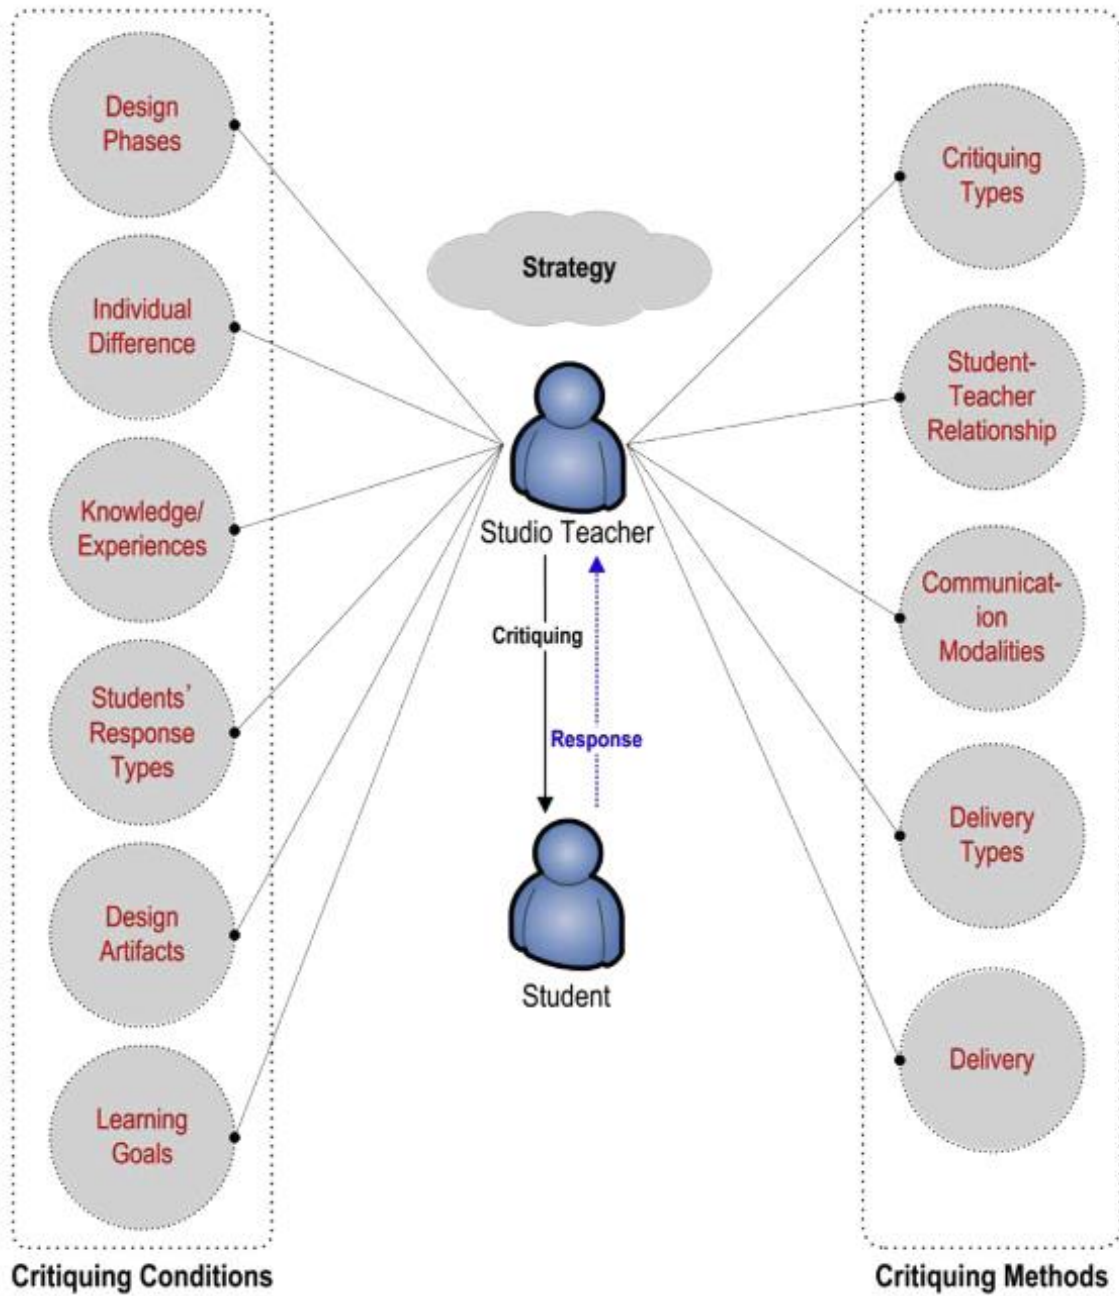 Design
Phases
Individual
Difference
Knowledge/
Experiences
Students’
Response
Types
Design
Artifacts
Learning
Goals
Critiquing Conditions
Strategy
Studio Teacher
Critiquing
Response
Student
Critiquing
Types
Student-
Teacher
Relationship
Communicat-
ion
Modalities
Delivery
Types
Delivery
Critiquing Methods